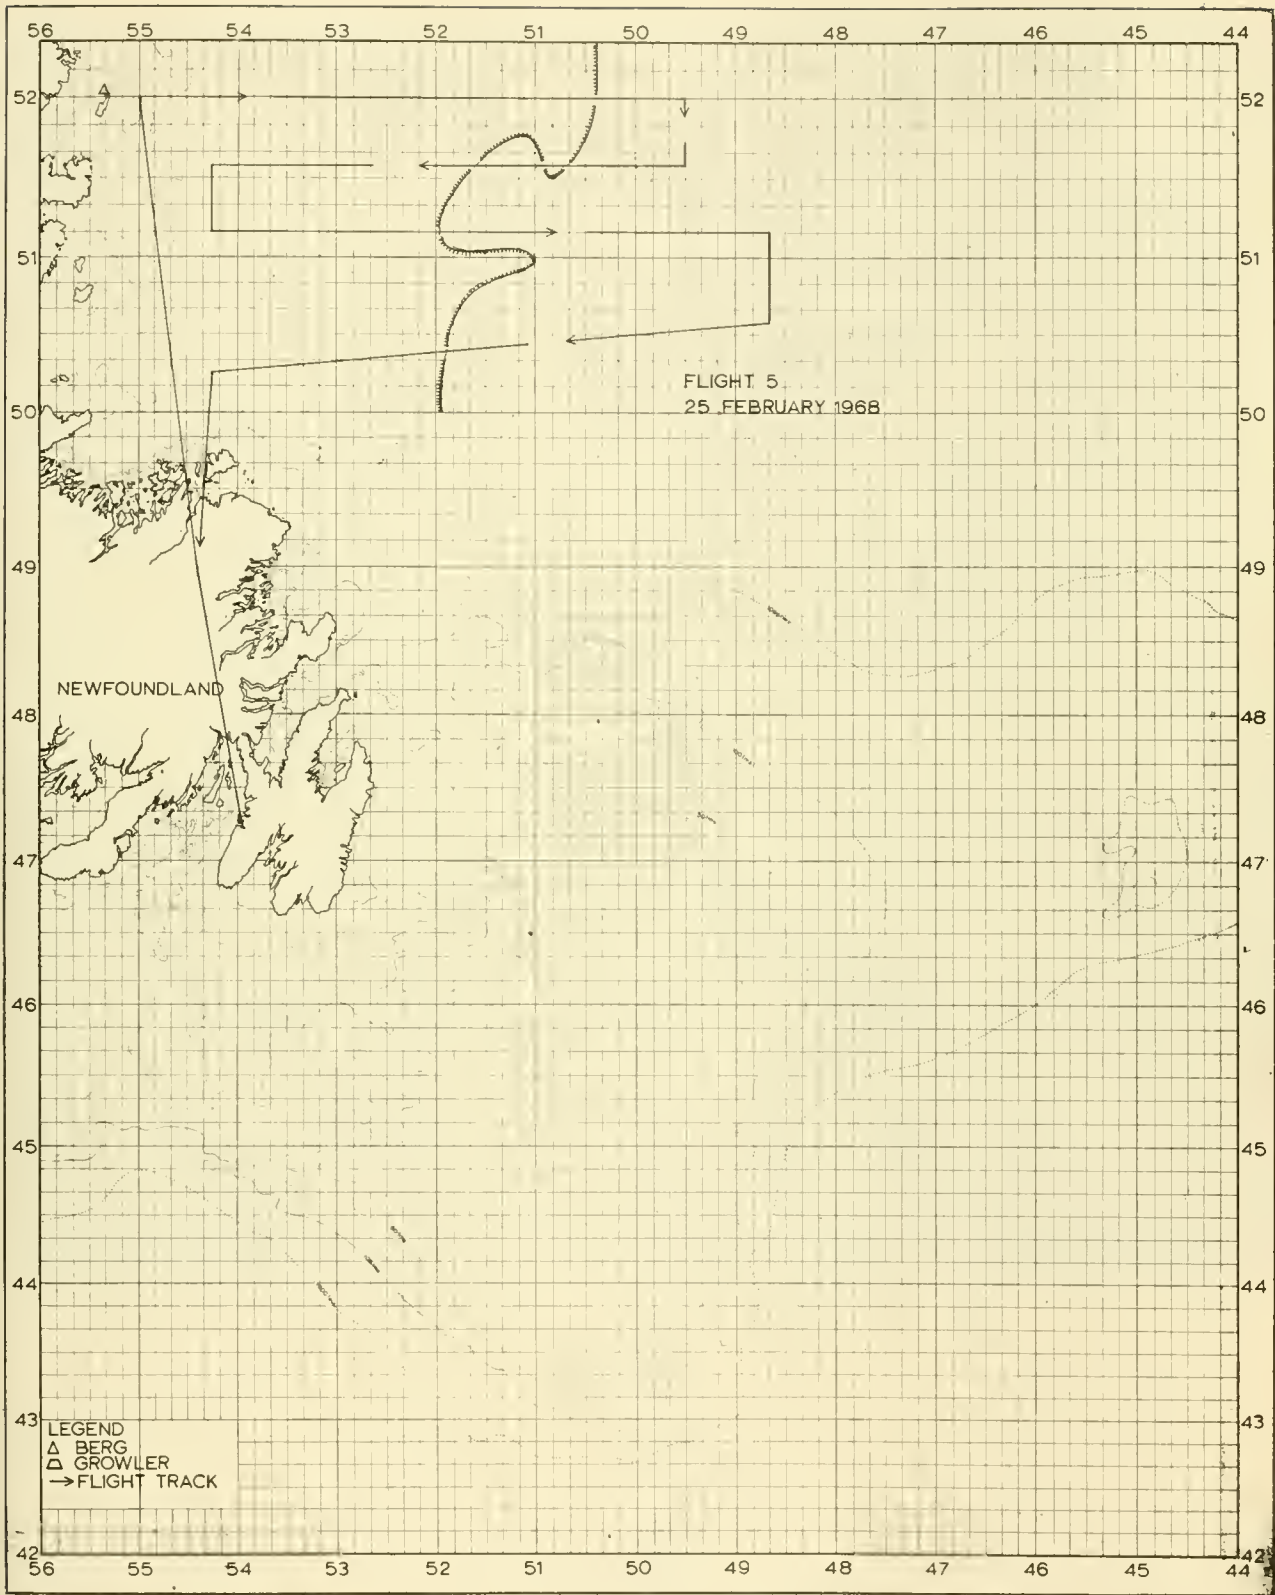 56 55 54 53 52 51 50 49 48 47 46 45 44
52 52
51 51
FLIGHT 5
25 FEBRUARY 1968
50 50
49 49
NEWFOUNDLAND
48 48
47 47
46 46
45 45
44 44
43 43
LEGEND
△ BERG
GROWLER
→ FLIGHT TRACK
42 42
56 55 54 53 52 51 50 49 48 47 46 45 44